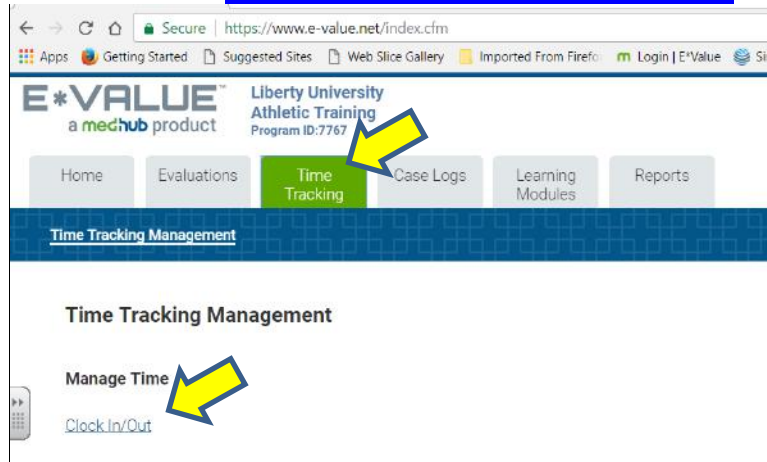 Secure | https://www.e-value.net/index.cfm
Apps Getting Started Suggested Sites Web Slice Gallery Imported From Firefo Login | E*Value
E*VALUE™ Liberty University
a medhub product Athletic Training
Program ID:7767
Home Evaluations Time Tracking Case Logs Learning Modules Reports
Time Tracking Management
Time Tracking Management
Manage Time
Clock In/Out